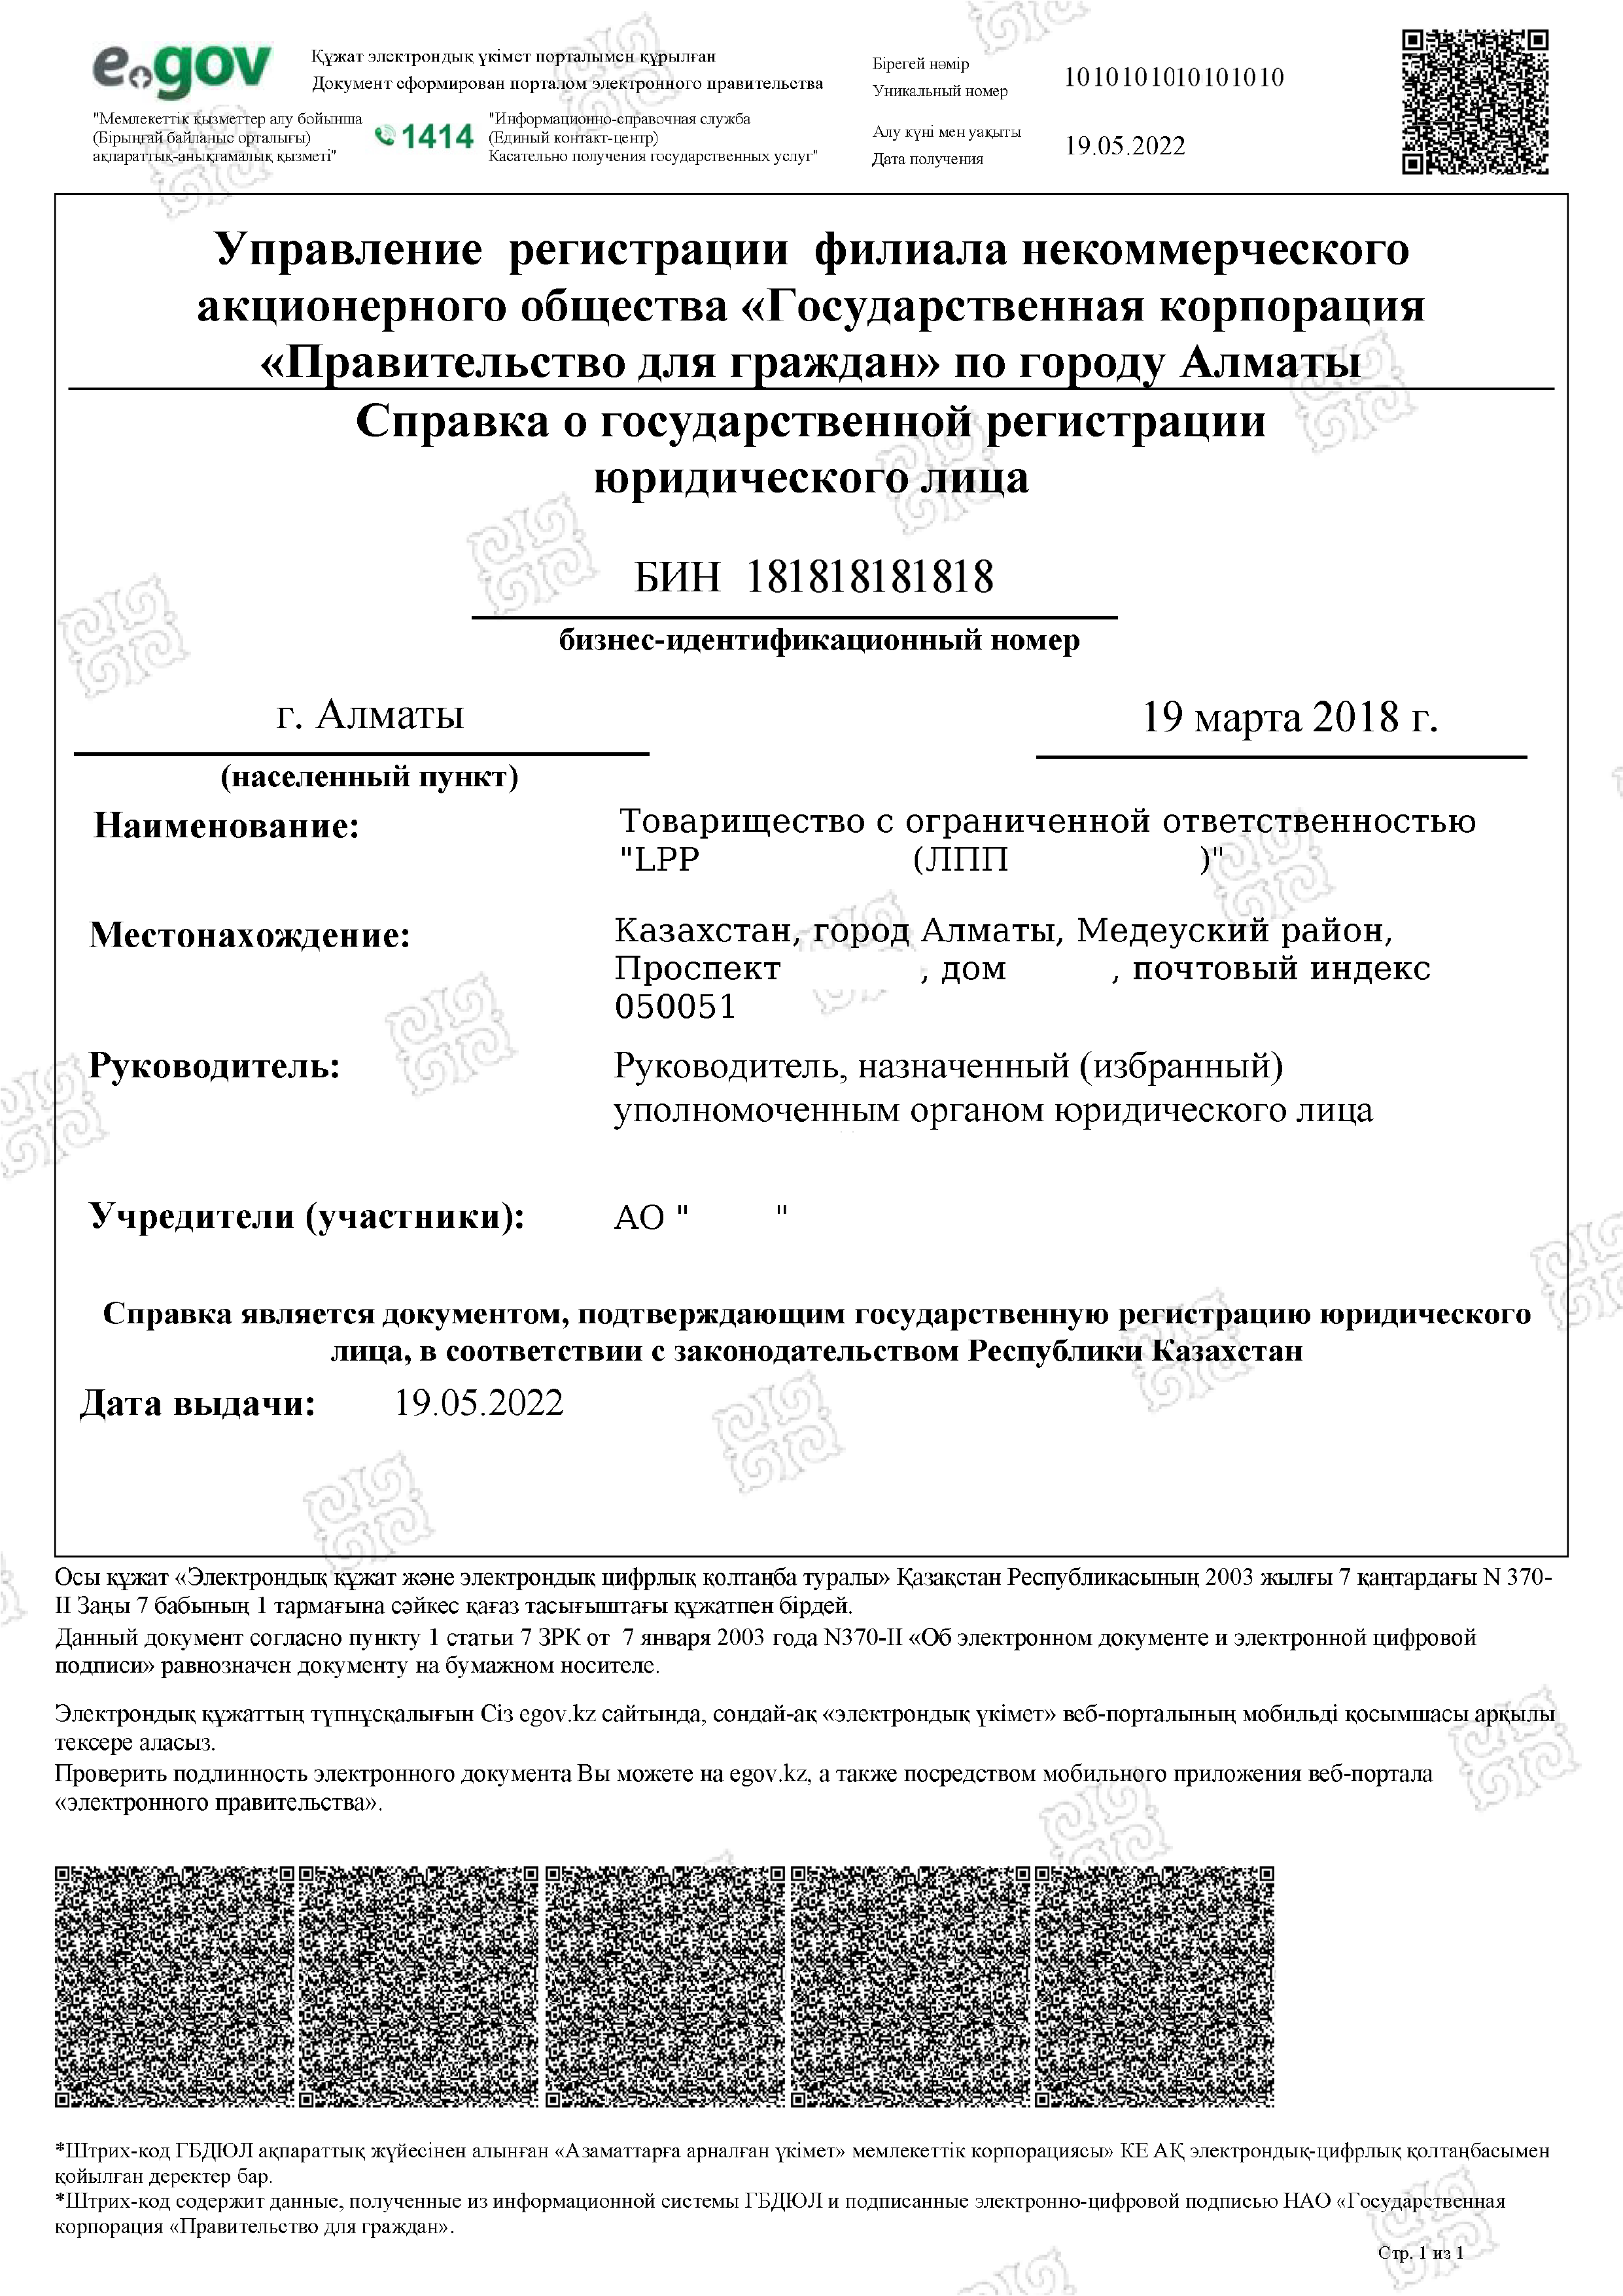 e.gov
Құжат электрондық үкімет порталымен құрылған
Документ сформирован порталом электронного правительства
"Мемлекеттік қызметтер алу бойынша
(Бірыңғай байланыс орталығы)
ақпараттық-анықтамалық қызметі"
1414
"Информационно-справочная служба
(Единый контакт-центр)
Касательно получения государственных услуг"
Бірегей нөмір
Уникальный номер
1010101010101010
Алу күні мен уақыты
Дата получения
19.05.2022
Управление регистрации филиала некоммерческого
акционерного общества «Государственная корпорация
«Правительство для граждан» по городу Алматы
Справка о государственной регистрации
юридического лица
БИН 181818181818
бизнес-идентификационный номер
г. Алматы
19 марта 2018 г.
(населенный пункт)
Наименование: Товарищество с ограниченной ответственностью
"LPP (ЛПП )"
Местонахождение: Казахстан, город Алматы, Медеуский район,
Проспект , дом , почтовый индекс
050051
Руководитель: Руководитель, назначенный (избранный)
уполномоченным органом юридического лица
Учредители (участники): АО " "
Справка является документом, подтверждающим государственную регистрацию юридического
лица, в соответствии с законодательством Республики Казахстан
Дата выдачи: 19.05.2022
Осы құжат «Электрондық құжат және электрондық цифрлық қолтаңба туралы» Қазақстан Республикасының 2003 жылғы 7 қаңтардағы N 370-
II Заңы 7 бабының 1 тармағына сәйкес қағаз тасығыштағы құжатпен бірдей.
Данный документ согласно пункту 1 статьи 7 ЗРК от 7 января 2003 года N370-II «Об электронном документе и электронной цифровой
подписи» равнозначен документу на бумажном носителе.
Электрондық құжаттың түпнұсқалығын Сіз egov.kz сайтында, сондай-ақ «электрондық үкімет» веб-порталының мобильді қосымшасы арқылы
тексере аласыз.
Проверить подлинность электронного документа Вы можете на egov.kz, а также посредством мобильного приложения веб-портала
«электронного правительства».
*Штрих-код ГБДЮЛ ақпараттық жүйесінен алынған «Азаматтарға арналған үкімет» мемлекеттік корпорациясы» КЕ АҚ электрондық-цифрлық қолтаңбасымен
қойылған деректер бар.
*Штрих-код содержит данные, полученные из информационной системы ГБДЮЛ и подписанные электронно-цифровой подписью НАО «Государственная
корпорация «Правительство для граждан».
Стр. 1 из 1